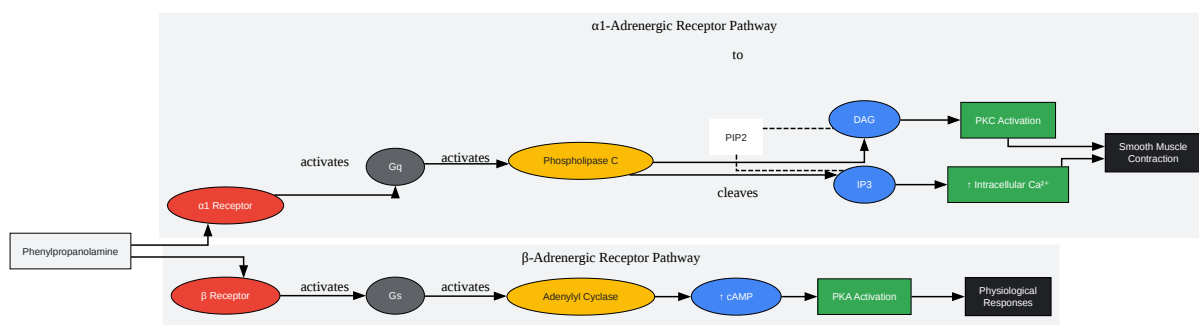 α1-Adrenergic Receptor Pathway
to
DAG
PKC Activation
PIP2
Smooth Muscle
Contraction
activates
Gq
activates
Phospholipase C
IP3
↑ Intracellular Ca²⁺
cleaves
α1 Receptor
Phenylpropanolamine
β-Adrenergic Receptor Pathway
β Receptor
activates
Gs
activates
Adenylyl Cyclase
↑ cAMP
PKA Activation
Physiological
Responses